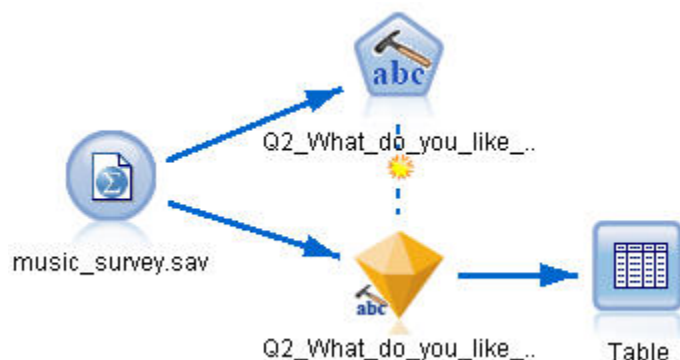 abc
Q2_What_do_you_like_..
music_survey.sav
abc
Q2_What_do_you_like_..
Table